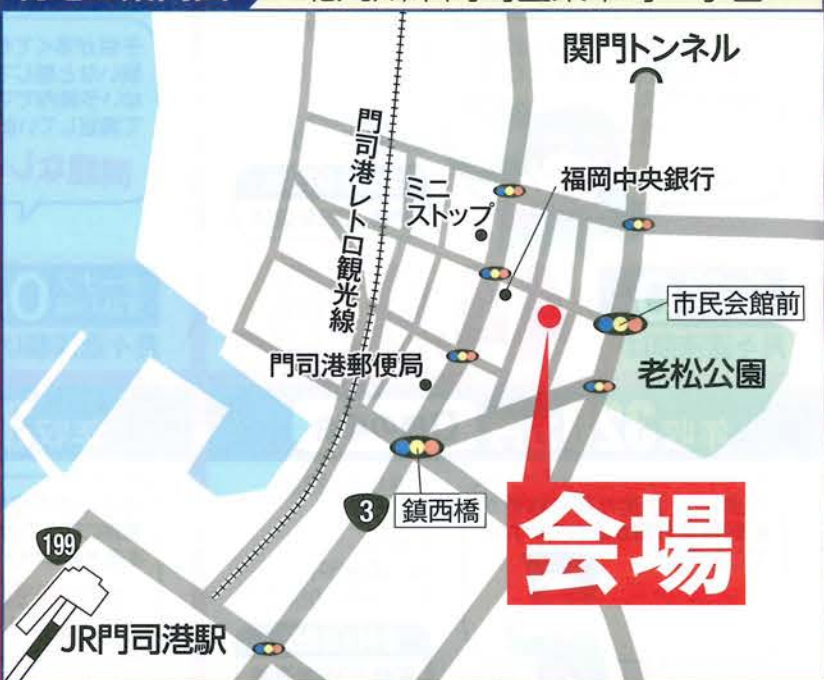 関門トンネル
門司港レトロ観光線
ミニ
ストップ
福岡中央銀行
市民会館前
門司港郵便局
老松公園
3
鎮西橋
会場
199
JR門司港駅